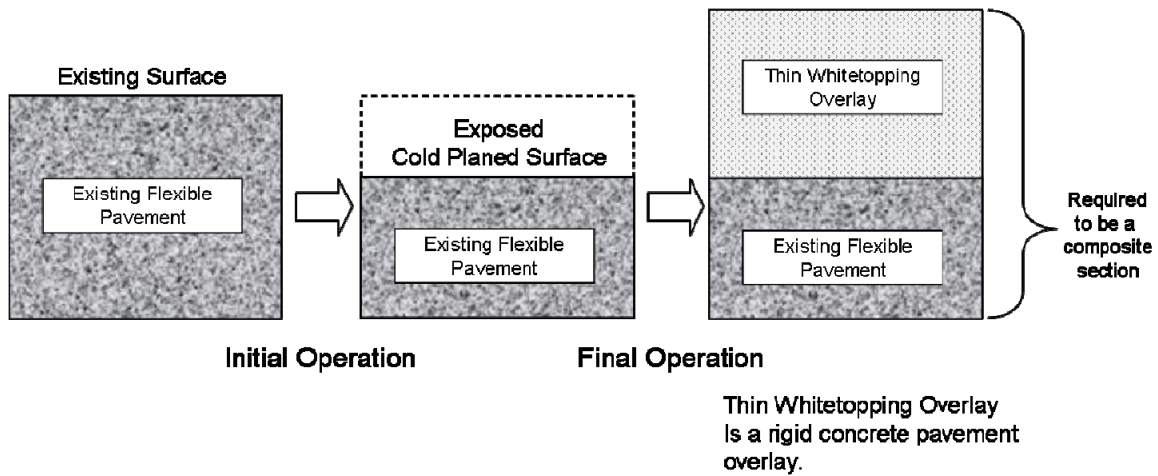 Existing Surface
Existing Flexible
Pavement
Exposed
Cold Planed Surface
Existing Flexible
Pavement
Thin Whitetopping
Overlay
Existing Flexible
Pavement
Required
to be a
composite
section
Initial Operation
Final Operation
Thin Whitetopping Overlay
Is a rigid concrete pavement
overlay.